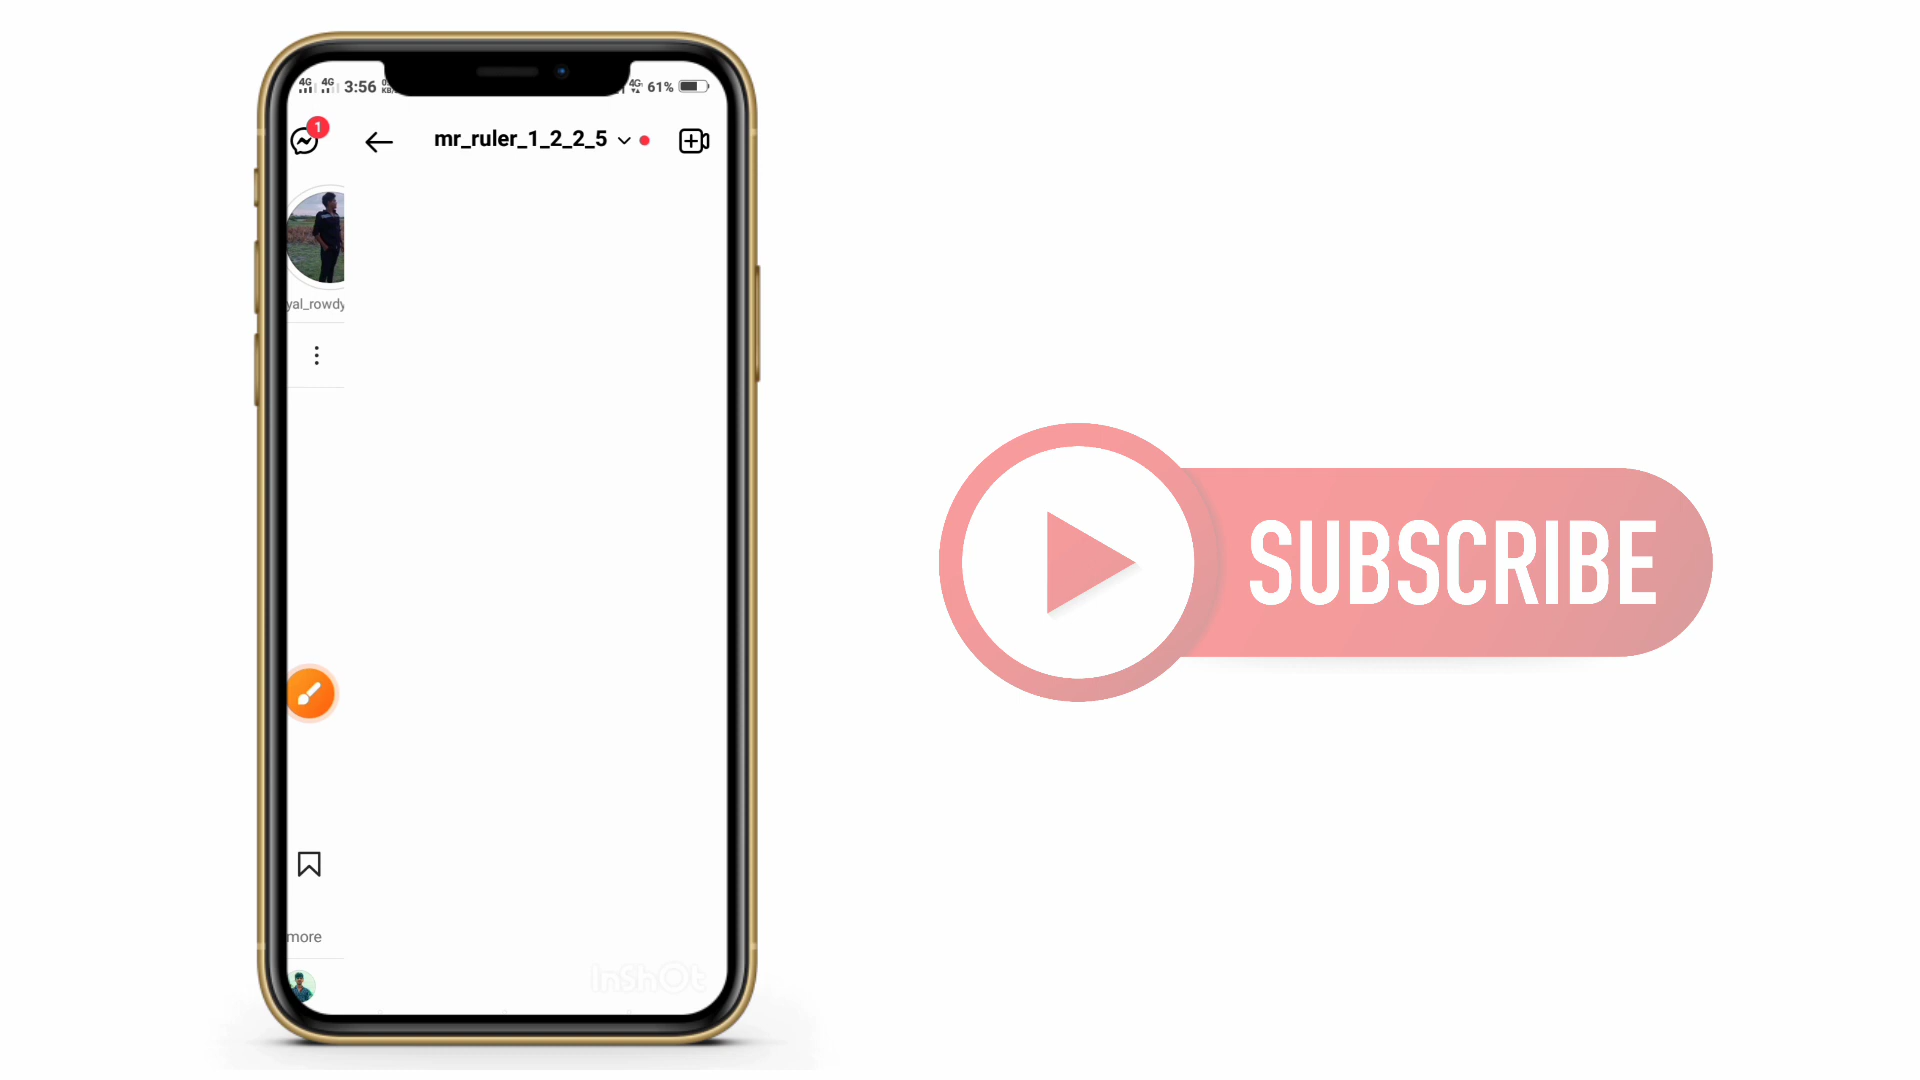 4G 4G 3:56
4G 61%
1
mr_ruler_1_2_2_5
yal_rowdy
SUBSCRIBE
more
InShOt